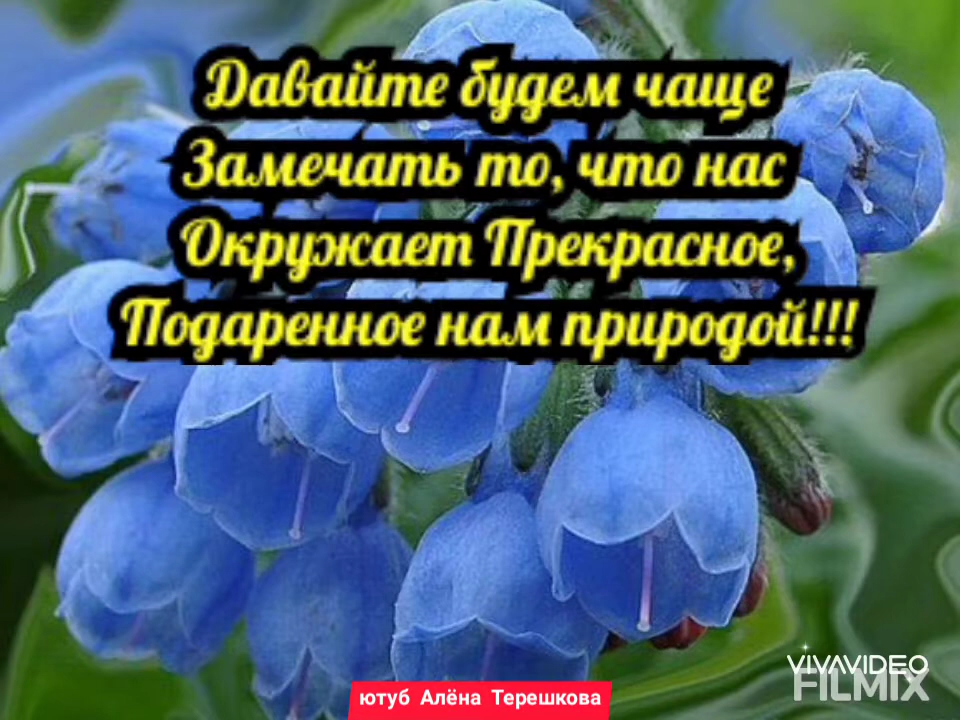 Давайте будем чаще
Замечать то, что нас
Окружает Прекрасное,
Подаренное нам природой!!!
VIVAVIDEO
FILMIX
ютуб Алёна Терешкова